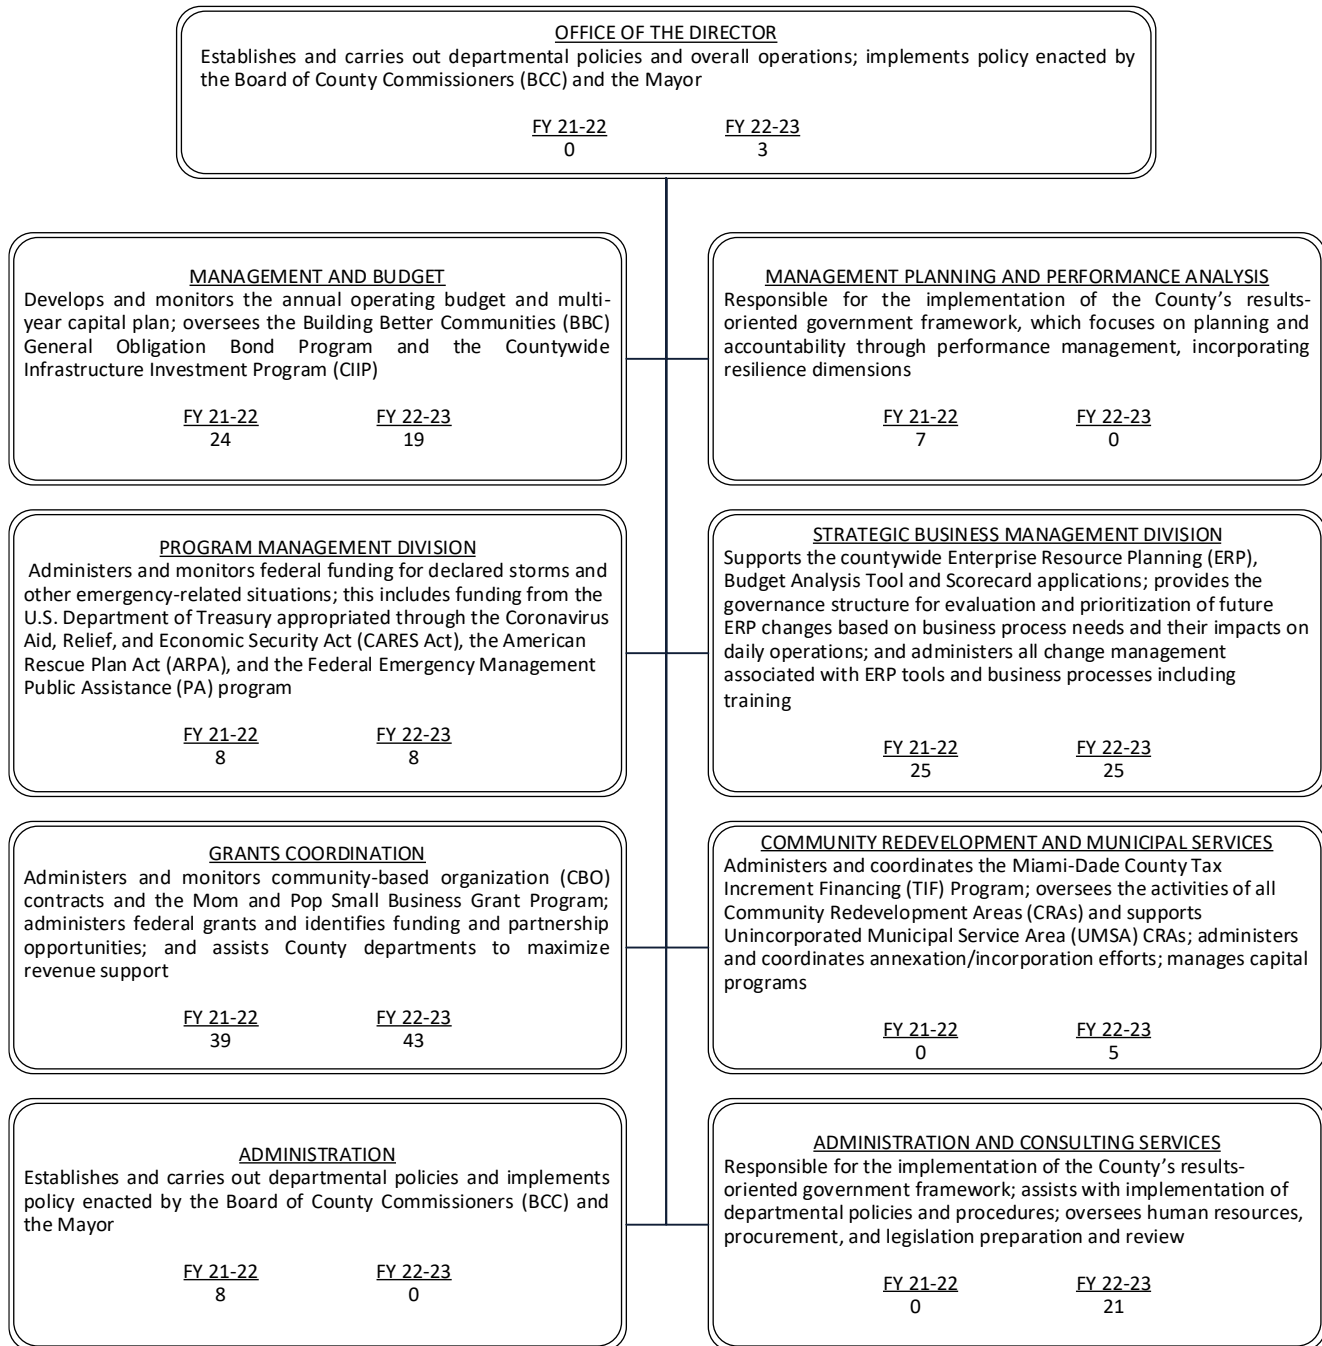 OFFICE OF THE DIRECTOR
Establishes and carries out departmental policies and overall operations; implements policy enacted by
the Board of County Commissioners (BCC) and the Mayor
FY 21-22 FY 22-23
0 3
MANAGEMENT AND BUDGET
Develops and monitors the annual operating budget and multi-
year capital plan; oversees the Building Better Communities (BBC)
General Obligation Bond Program and the Countywide
Infrastructure Investment Program (CIIP)
FY 21-22 FY 22-23
24 19
MANAGEMENT PLANNING AND PERFORMANCE ANALYSIS
Responsible for the implementation of the County's results-
oriented government framework, which focuses on planning and
accountability through performance management, incorporating
resilience dimensions
FY 21-22 FY 22-23
7 0
PROGRAM MANAGEMENT DIVISION
Administers and monitors federal funding for declared storms and
other emergency-related situations; this includes funding from the
U.S. Department of Treasury appropriated through the Coronavirus
Aid, Relief, and Economic Security Act (CARES Act), the American
Rescue Plan Act (ARPA), and the Federal Emergency Management
Public Assistance (PA) program
FY 21-22 FY 22-23
8 8
STRATEGIC BUSINESS MANAGEMENT DIVISION
Supports the countywide Enterprise Resource Planning (ERP),
Budget Analysis Tool and Scorecard applications; provides the
governance structure for evaluation and prioritization of future
ERP changes based on business process needs and their impacts on
daily operations; and administers all change management
associated with ERP tools and business processes including
training
FY 21-22 FY 22-23
25 25
GRANTS COORDINATION
Administers and monitors community-based organization (CBO)
contracts and the Mom and Pop Small Business Grant Program;
administers federal grants and identifies funding and partnership
opportunities; and assists County departments to maximize
revenue support
FY 21-22 FY 22-23
39 43
COMMUNITY REDEVELOPMENT AND MUNICIPAL SERVICES
Administers and coordinates the Miami-Dade County Tax
Increment Financing (TIF) Program; oversees the activities of all
Community Redevelopment Areas (CRAs) and supports
Unincorporated Municipal Service Area (UMSA) CRAs; administers
and coordinates annexation/incorporation efforts; manages capital
programs
FY 21-22 FY 22-23
0 5
ADMINISTRATION
Establishes and carries out departmental policies and implements
policy enacted by the Board of County Commissioners (BCC) and
the Mayor
FY 21-22 FY 22-23
8 0
ADMINISTRATION AND CONSULTING SERVICES
Responsible for the implementation of the County's results-
oriented government framework; assists with implementation of
departmental policies and procedures; oversees human resources,
procurement, and legislation preparation and review
FY 21-22 FY 22-23
0 21